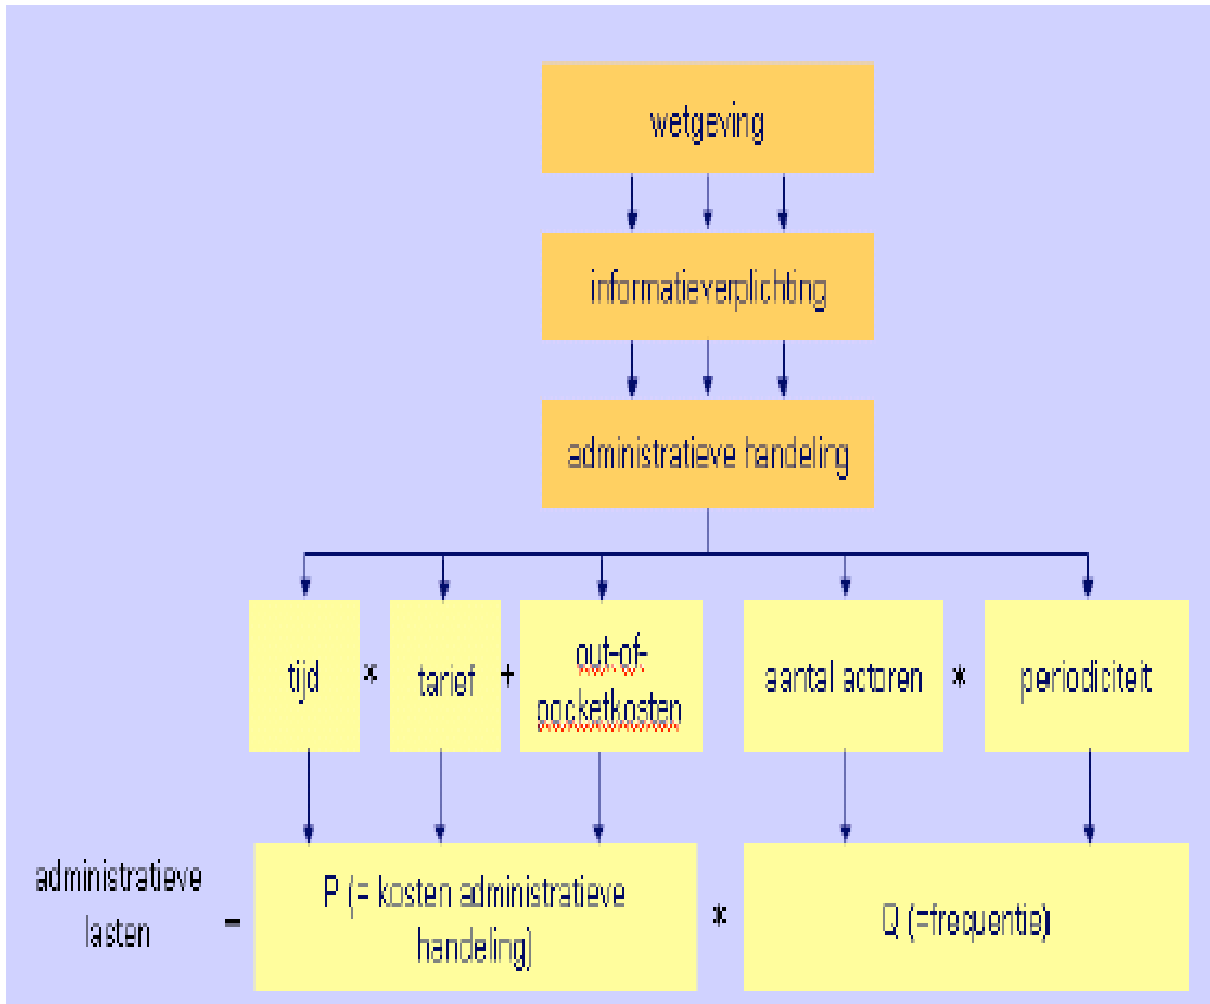 wetgeving
informatieverplichting
administratieve handeling
tijd * tarief + out-of-
pocketkosten
aantal actoren * periodiciteit
administratieve
lasten
=
P (= kosten administratieve
handeling)
*
Q (=frequentie)